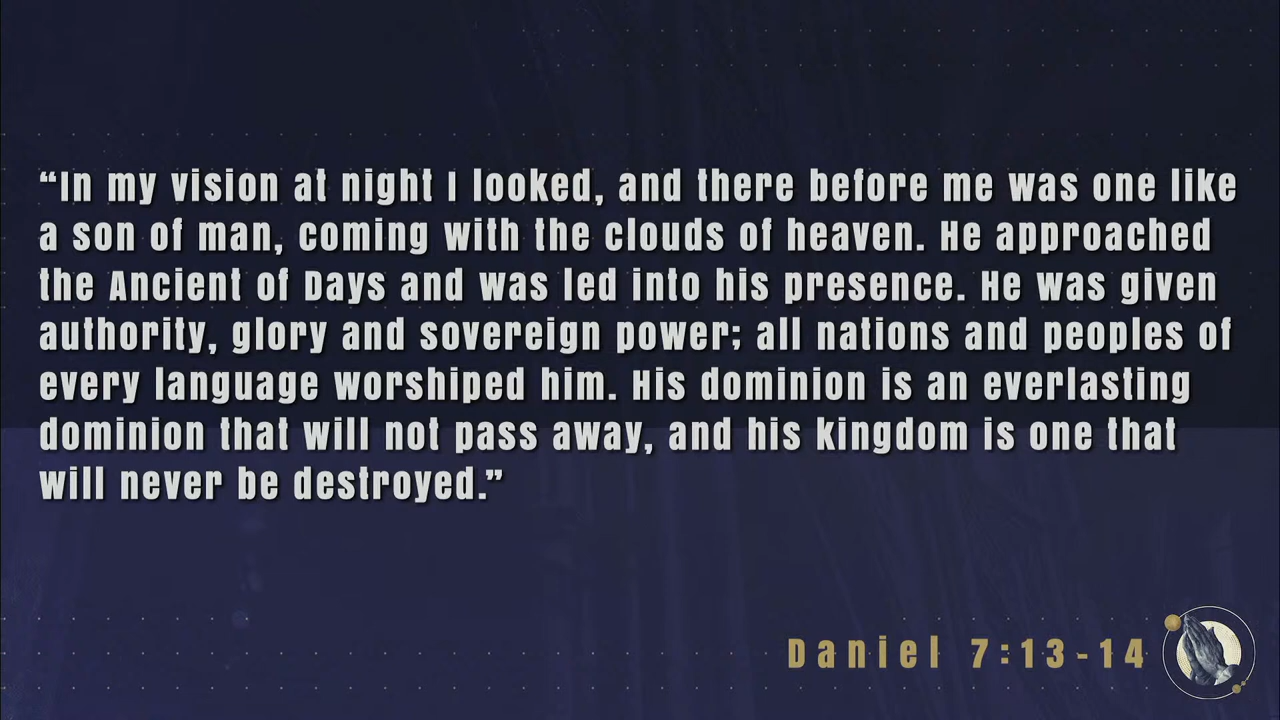 “In my vision at night I looked, and there before me was one like
a son of man, coming with the clouds of heaven. He approached
the Ancient of Days and was led into his presence. He was given
authority, glory and sovereign power; all nations and peoples of
every language worshiped him. His dominion is an everlasting
dominion that will not pass away, and his kingdom is one that
will never be destroyed.”
Daniel 7:13-14